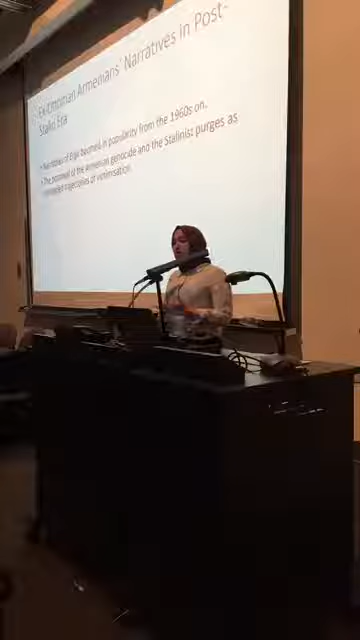 Ex-Ottoman Armenians' Narratives in Post-
Stalin Era
• Narratives of Ergir boomed in popularity from the 1960s on.
• The portrayal of the Armenian genocide and the Stalinist purges as
trajectories of victimisation.